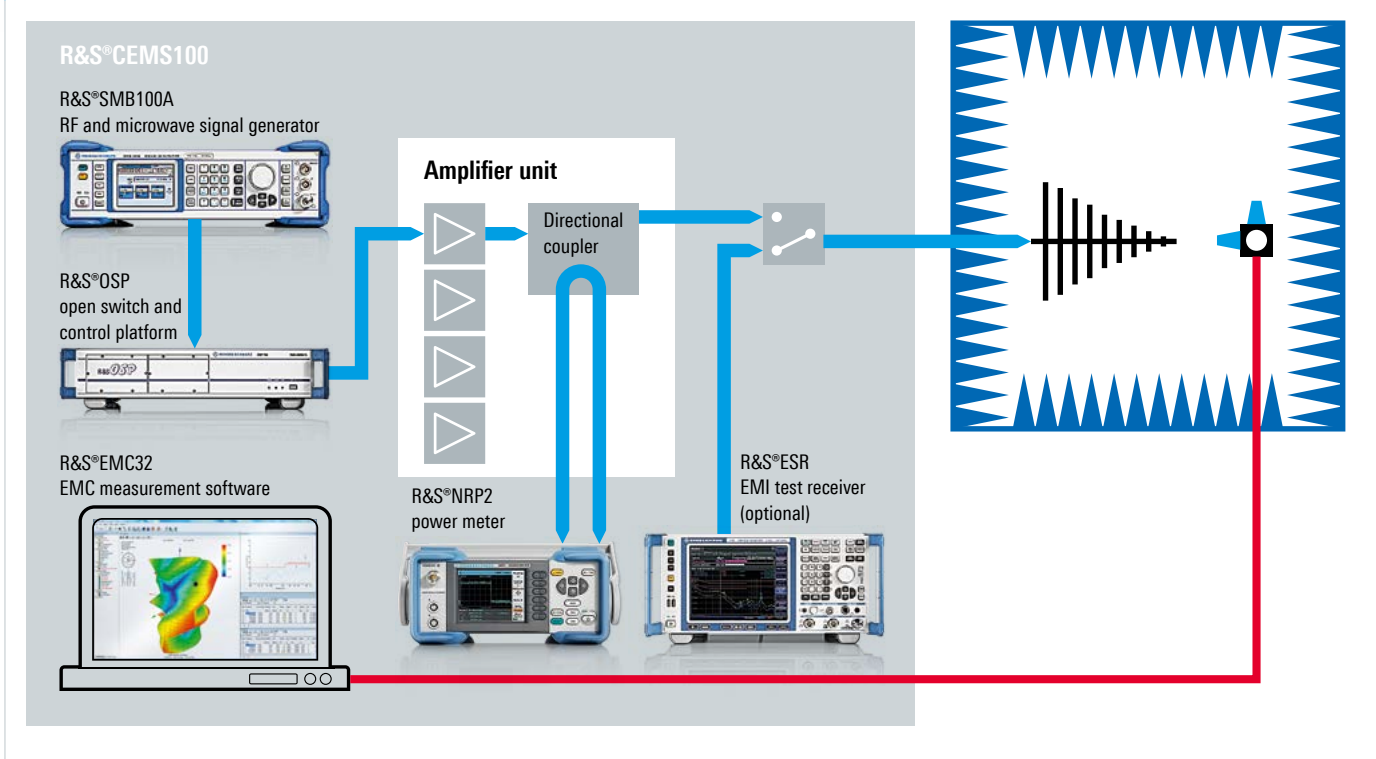 R&S®CEMS100
R&S®SMB100A
RF and microwave signal generator
Amplifier unit
Directional
coupler
R&S®OSP
open switch and
control platform
R&S OSP
R&S®EMC32
EMC measurement software
R&S®NRP2
power meter
R&S®ESR
EMI test receiver
(optional)